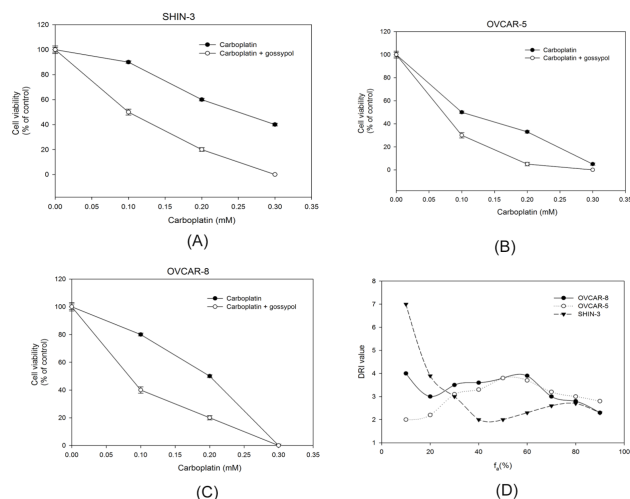 SHIN-3
120
100
80
60
40
20
0
Cell viability
(% of control)
Carboplatin
Carboplatin + gossypol
0.00 0.05 0.10 0.15 0.20 0.25 0.30 0.35
Carboplatin (mM)
(A)
OVCAR-5
120
100
80
60
40
20
0
Cell viability
(% of control)
Carboplatin
Carboplatin + gossypol
0.00 0.05 0.10 0.15 0.20 0.25 0.30 0.35
Carboplatin (mM)
(B)
OVCAR-8
120
100
80
60
40
20
0
Cell viability
(% of control)
Carboplatin
Carboplatin + gossypol
0.00 0.05 0.10 0.15 0.20 0.25 0.30 0.35
Carboplatin (mM)
(C)
8
7
6
5
4
3
2
1
DRI value
OVCAR-8
OVCAR-5
SHIN-3
0 20 40 60 80 100
fa(%)
(D)